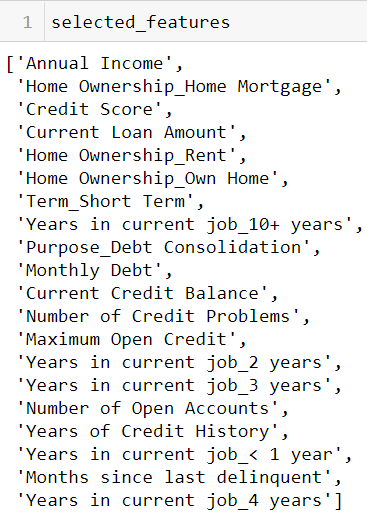 1 selected_features
['Annual Income',
'Home Ownership_Home Mortgage',
'Credit Score',
'Current Loan Amount',
'Home Ownership_Rent',
'Home Ownership_Own Home',
'Term_Short Term',
'Years in current job_10+ years',
'Purpose_Debt Consolidation',
'Monthly Debt',
'Current Credit Balance',
'Number of Credit Problems',
'Maximum Open Credit',
'Years in current job_2 years',
'Years in current job_3 years',
'Number of Open Accounts',
'Years of Credit History',
'Years in current job_< 1 year',
'Months since last delinquent',
'Years in current job_4 years']